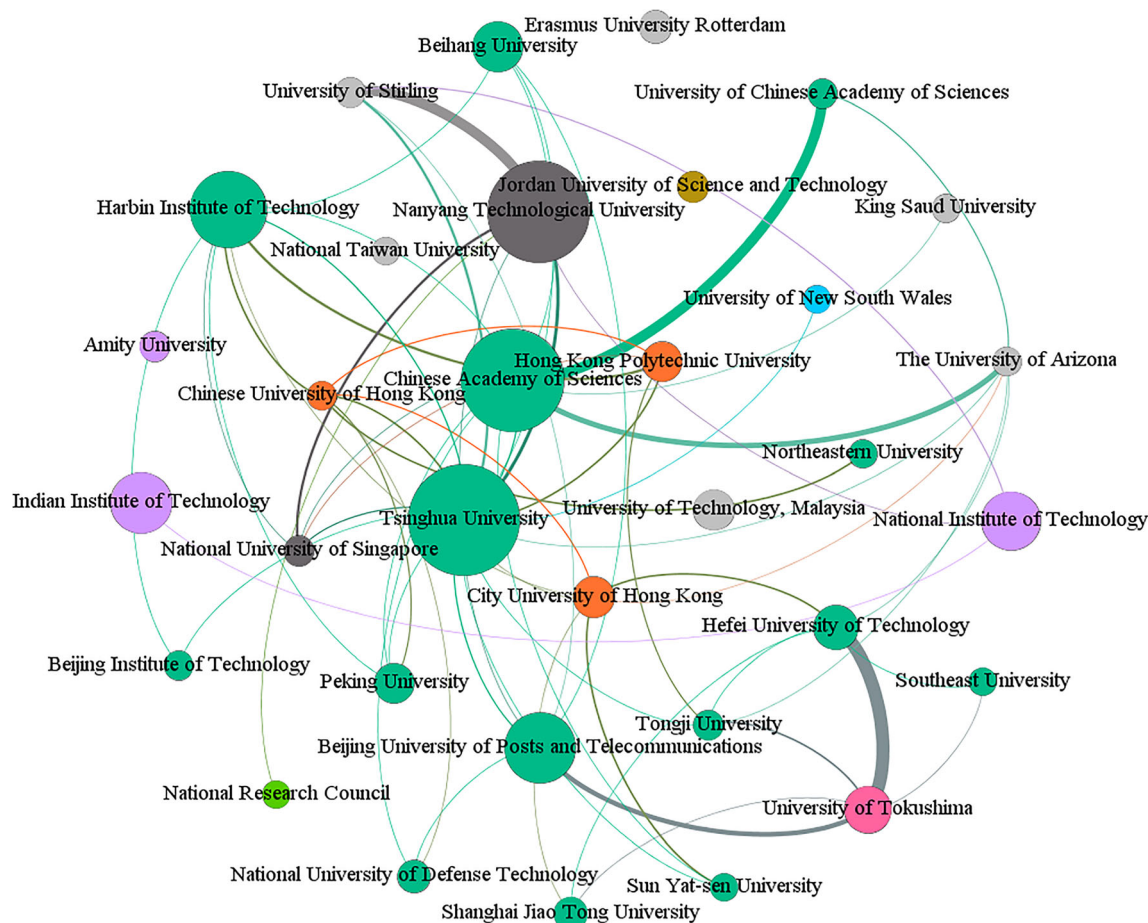 Erasmus University Rotterdam
Beihang University
University of Stirling
University of Chinese Academy of Sciences
Jordan University of Science and Technology
Harbin Institute of Technology
Nanyang Technological University
King Saud University
National Taiwan University
University of New South Wales
Amity University
Hong Kong Polytechnic University
The University of Arizona
Chinese Academy of Sciences
Chinese University of Hong Kong
Northeastern University
Indian Institute of Technology
University of Technology, Malaysia
Tsinghua University
National Institute of Technology
National University of Singapore
City University of Hong Kong
Hefei University of Technology
Beijing Institute of Technology
Peking University
Southeast University
Tongji University
Beijing University of Posts and Telecommunications
National Research Council
University of Tokushima
National University of Defense Technology
Sun Yat-sen University
Shanghai Jiao Tong University